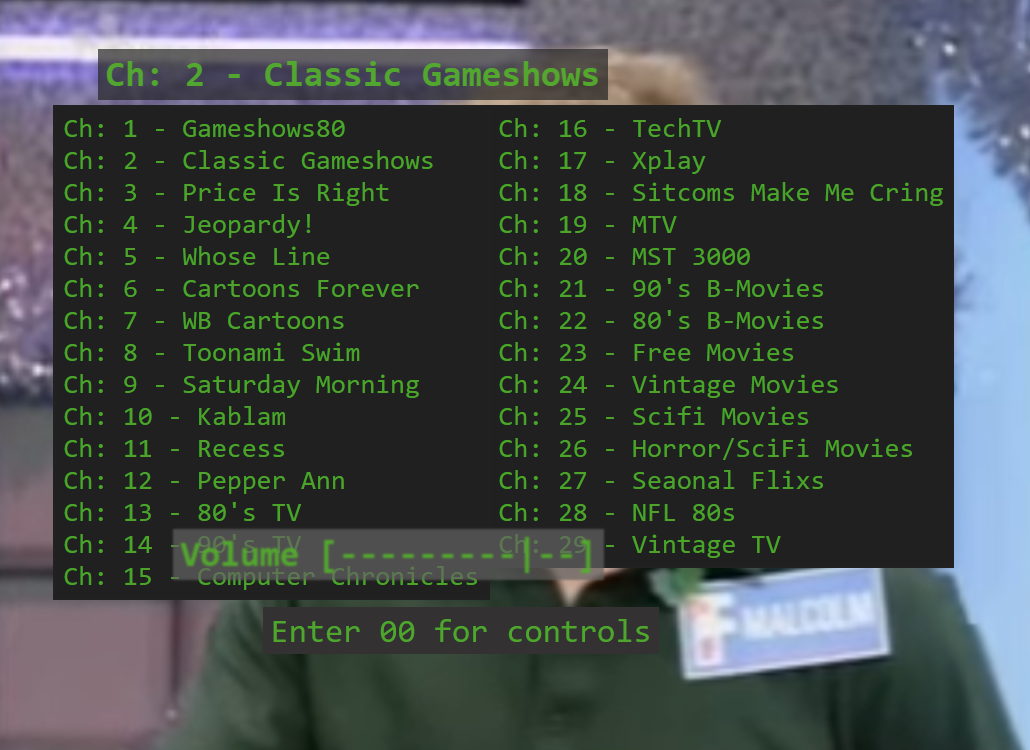 Ch: 2 - Classic Gameshows
Ch: 1 - Gameshows80
Ch: 2 - Classic Gameshows
Ch: 3 - Price Is Right
Ch: 4 - Jeopardy!
Ch: 5 - Whose Line
Ch: 6 - Cartoons Forever
Ch: 7 - WB Cartoons
Ch: 8 - Toonami Swim
Ch: 9 - Saturday Morning
Ch: 10 - Kablam
Ch: 11 - Recess
Ch: 12 - Pepper Ann
Ch: 13 - 80's TV
Ch: 14 - 90's TV
Ch: 15 - Computer Chronicles
Ch: 16 - TechTV
Ch: 17 - Xplay
Ch: 18 - Sitcoms Make Me Cring
Ch: 19 - MTV
Ch: 20 - MST 3000
Ch: 21 - 90's B-Movies
Ch: 22 - 80's B-Movies
Ch: 23 - Free Movies
Ch: 24 - Vintage Movies
Ch: 25 - Scifi Movies
Ch: 26 - Horror/SciFi Movies
Ch: 27 - Seaonal Flixs
Ch: 28 - NFL 80s
Ch: 29 - Vintage TV
Volume [---------|--]
Enter 00 for controls
MALCOLM